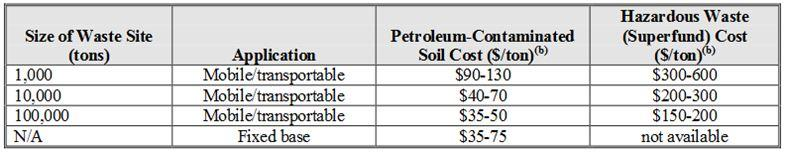 Size of Waste Site (tons) Application Petroleum-Contaminated Soil Cost ($/ton)(b) Hazardous Waste (Superfund) Cost ($/ton)(b)
1,000 Mobile/transportable $90-130 $300-600
10,000 Mobile/transportable $40-70 $200-300
100,000 Mobile/transportable $35-50 $150-200
N/A Fixed base $35-75 not available